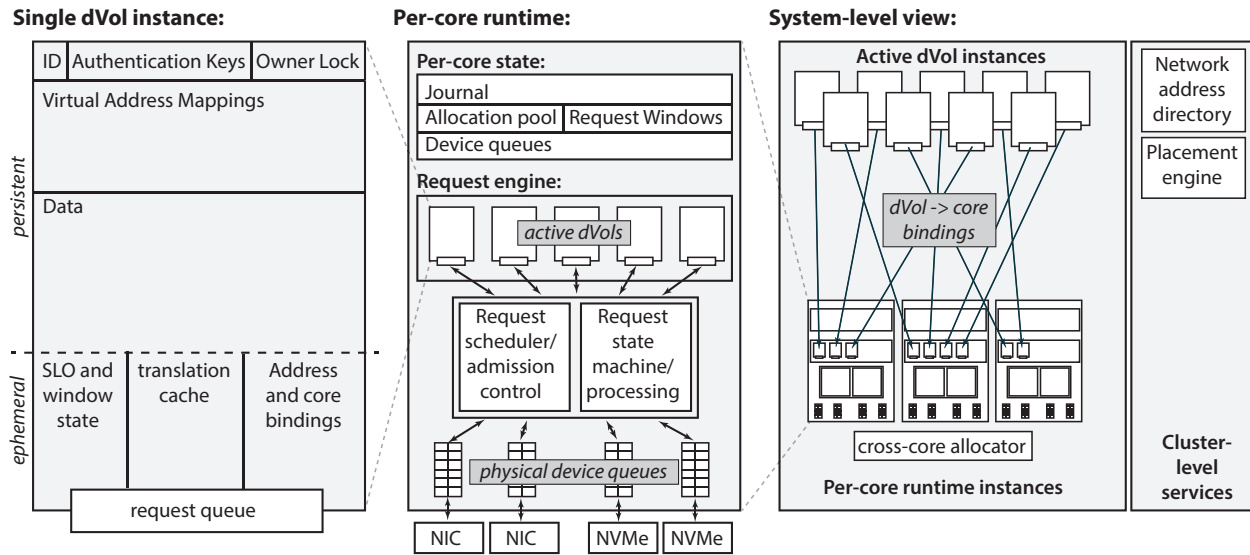 Single dVol instance:
ID
Authentication Keys
Owner Lock
Virtual Address Mappings
persistent
Data
ephemeral
SLO and
window
state
translation
cache
Address
and core
bindings
request queue
Per-core runtime:
Per-core state:
Journal
Allocation pool
Request Windows
Device queues
Request engine:
active dVols
Request
scheduler/
admission
control
Request
state
machine/
processing
physical device queues
NIC
NIC
NVMe
NVMe
System-level view:
Active dVol instances
dVol -> core
bindings
cross-core allocator
Per-core runtime instances
Network
address
directory
Placement
engine
Cluster-
level
services